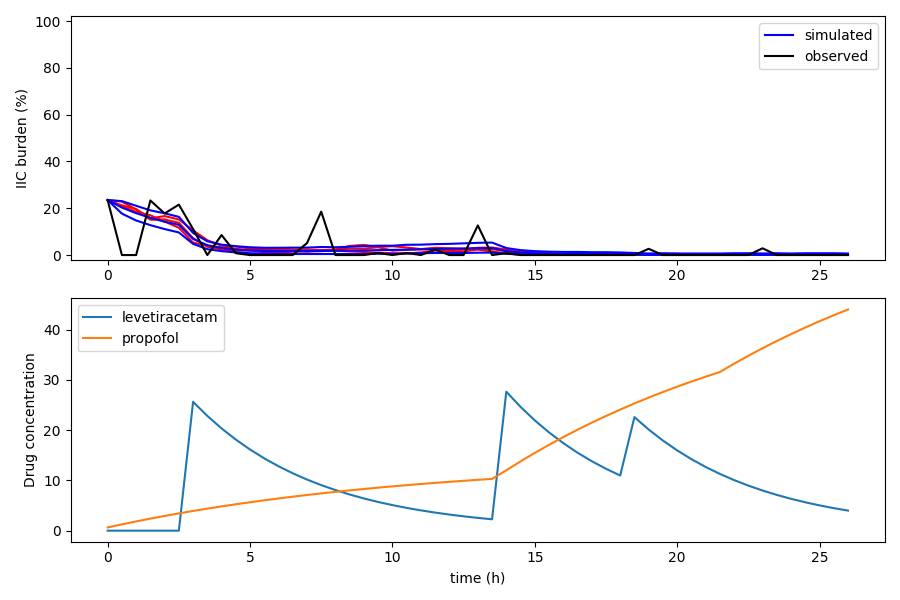 100
80
60
40
20
0
IIC burden (%)
simulated
observed
0 5 10 15 20 25
40
30
20
10
0
Drug concentration
levetiracetam
propofol
0 5 10 15 20 25
time (h)